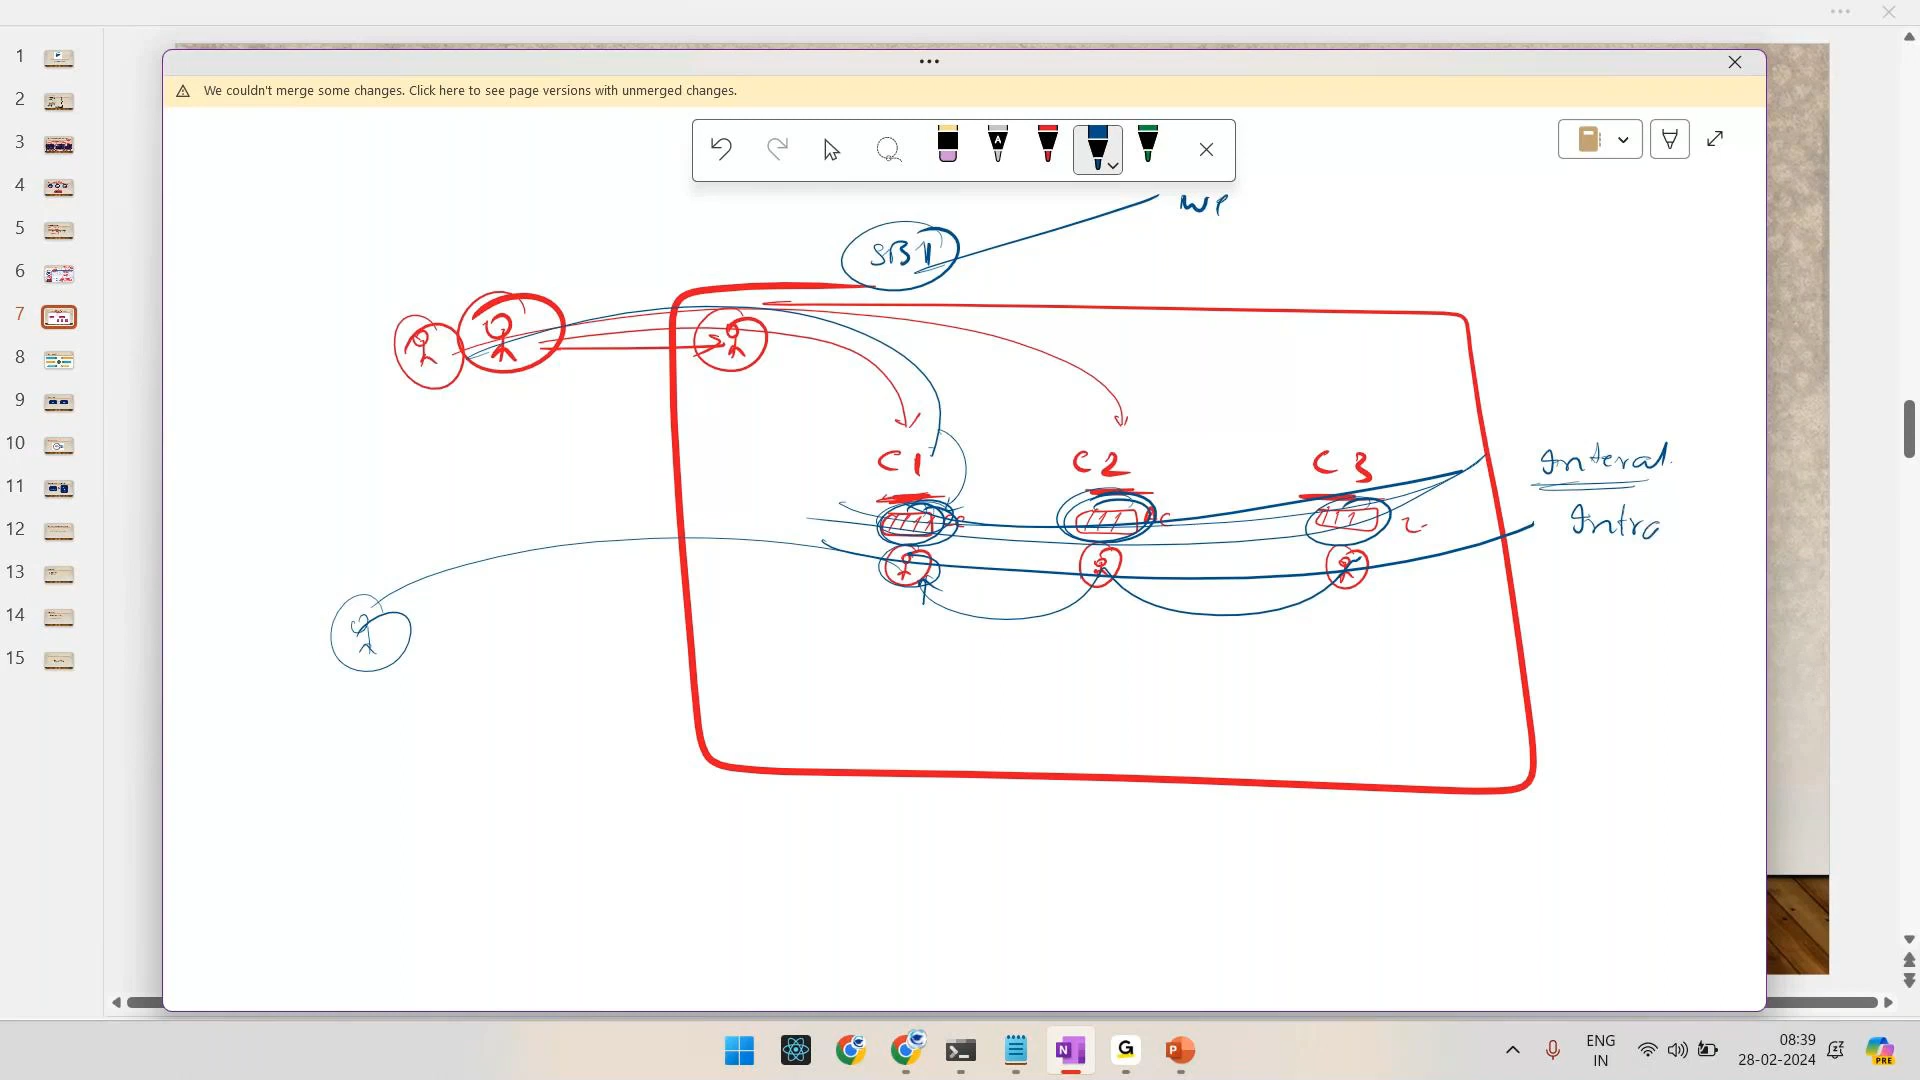 1
2
3
4
5
6
7
8
9
10
11
12
13
14
15
We couldn't merge some changes. Click here to see page versions with unmerged changes.
A
SBI
C1
C2
C3
Interal
Intra
N
G
P
ENG
IN
08:39
28-02-2024
PRE